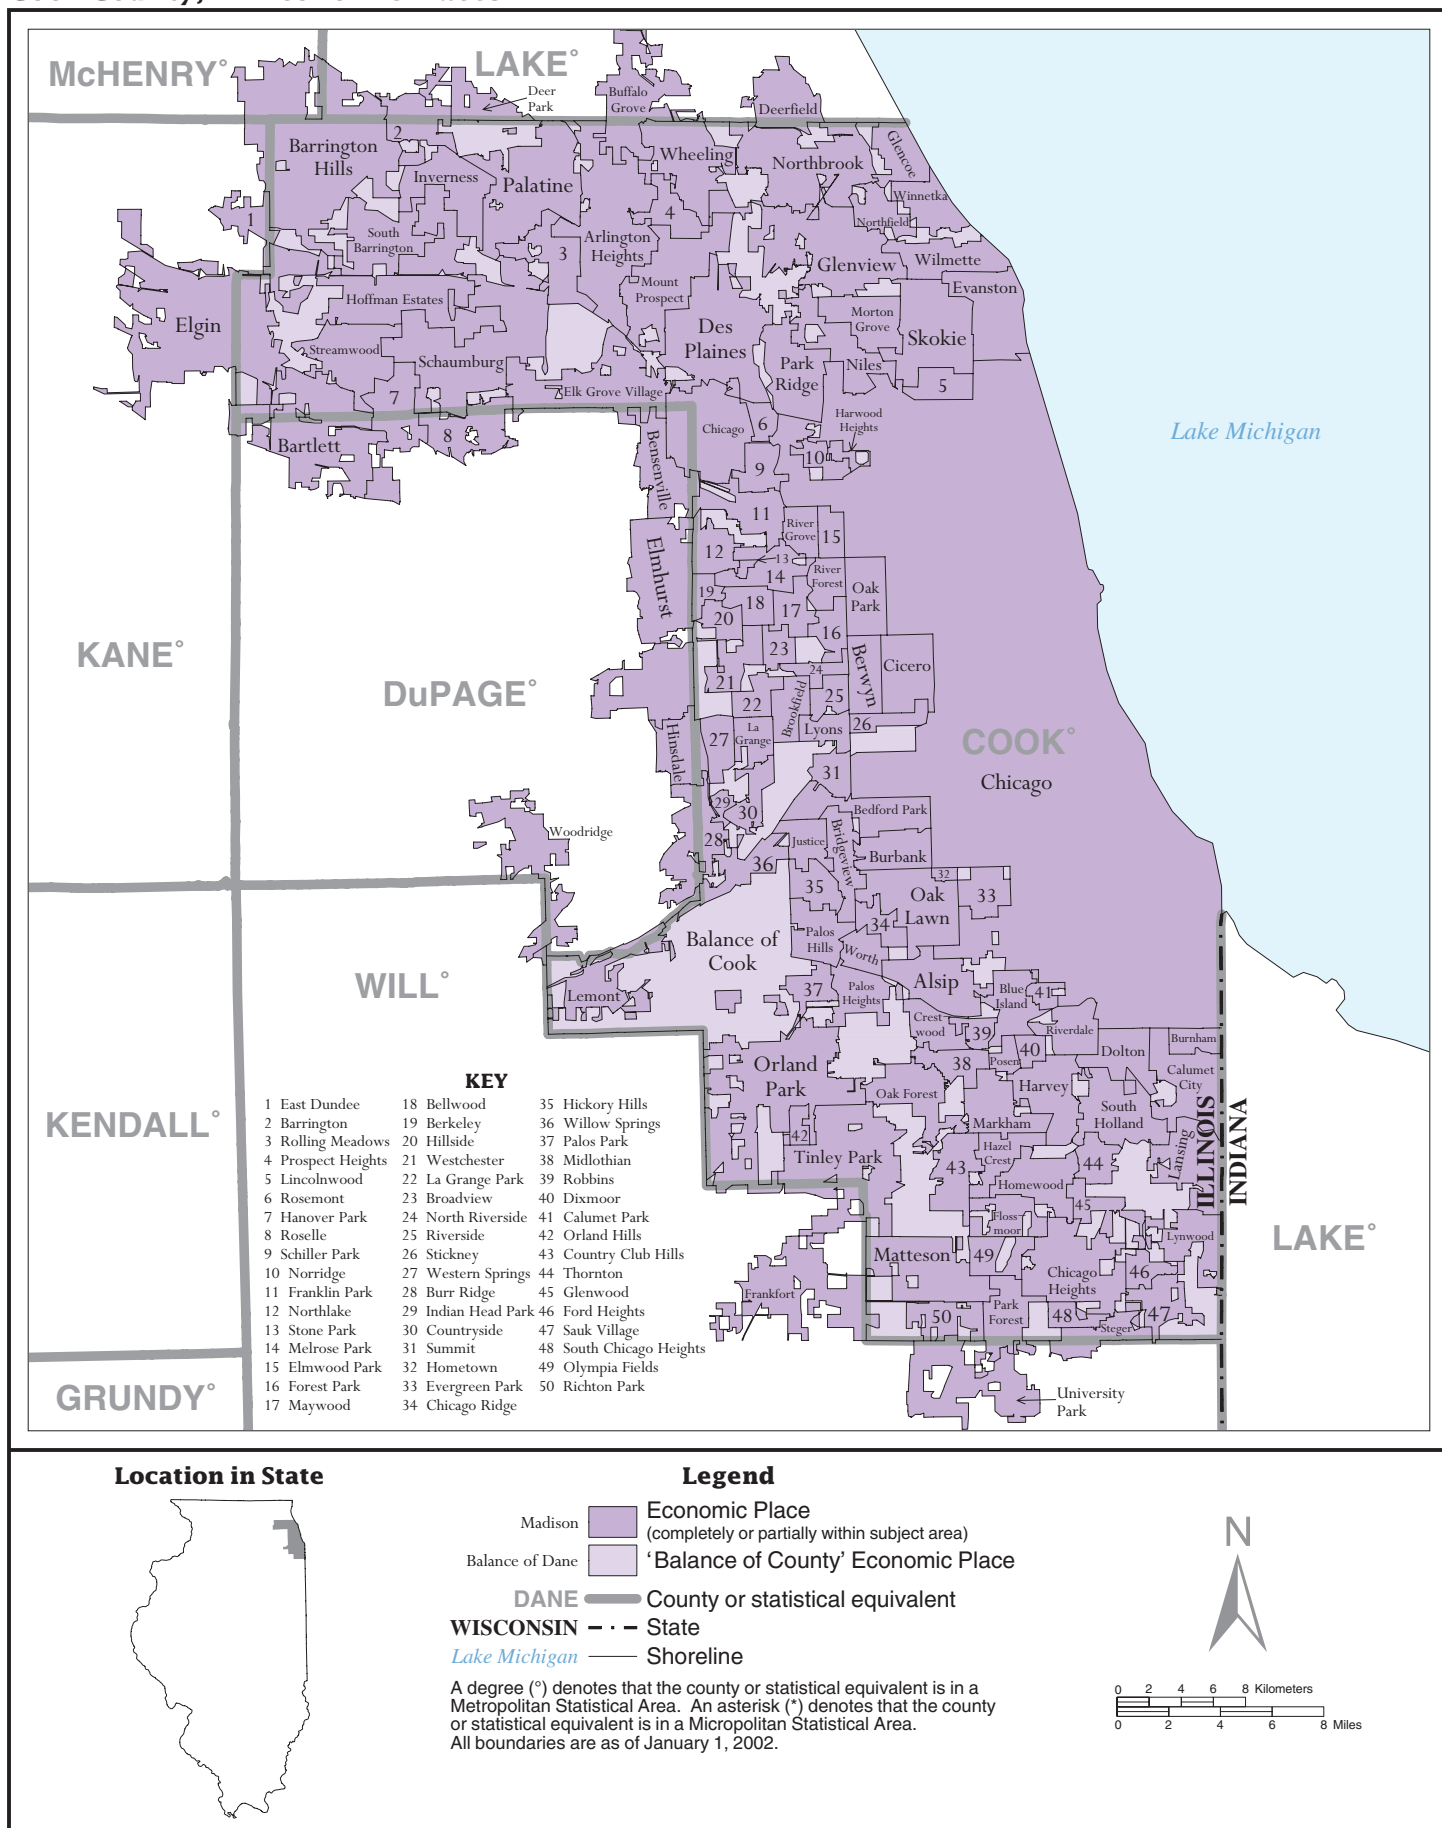 McHENRY°
LAKE°
Deer
Park
Buffalo
Grove
Deerfield
Barrington
Hills
2
Inverness
Palatine
Wheeling
Northbrook
Glencoe
Winnetka
Northfield
1
South
Barrington
4
3
Arlington
Heights
Glenview
Wilmette
Mount
Prospect
Evanston
Hoffman Estates
Elgin
Morton
Grove
Skokie
Des
Plaines
Streamwood
Schaumburg
Park
Ridge
Niles
5
7
Elk Grove Village
Harwood
Heights
Chicago
6
Bartlett
8
10
9
Bensenville
Lake Michigan
11
River
Grove
15
Elmhurst
12
13
14
River
Forest
Oak
Park
19
18
17
20
16
23
Berwyn
Cicero
KANE°
DuPAGE°
24
21
25
22
Brookfield
26
La
Grange
Lyons
27
Hinsdale
COOK°
Chicago
31
29
30
Bedford Park
Woodridge
28
Justice
Bridgeview
Burbank
36
32
35
Oak
Lawn
33
34
Balance of
Cook
Palos
Hills
Worth
WILL°
Alsip
Lemont
37
Palos
Heights
Blue
Island
41
Crest
wood
39
Riverdale
Burnham
Orland
Park
38
Posen
40
Dolton
Calumet
City
Oak Forest
Harvey
South
Holland
Markham
42
Tinley Park
Hazel
Crest
43
44
Lansing
ILLINOIS
INDIANA
Homewood
45
Floss
moor
Lynwood
LAKE°
Matteson
49
Chicago
Heights
46
Frankfort
Park
Forest
50
48
Steger
47
University
Park
KENDALL°
GRUNDY°
KEY
1 East Dundee
2 Barrington
3 Rolling Meadows
4 Prospect Heights
5 Lincolnwood
6 Rosemont
7 Hanover Park
8 Roselle
9 Schiller Park
10 Norridge
11 Franklin Park
12 Northlake
13 Stone Park
14 Melrose Park
15 Elmwood Park
16 Forest Park
17 Maywood
18 Bellwood
19 Berkeley
20 Hillside
21 Westchester
22 La Grange Park
23 Broadview
24 North Riverside
25 Riverside
26 Stickney
27 Western Springs
28 Burr Ridge
29 Indian Head Park
30 Countryside
31 Summit
32 Hometown
33 Evergreen Park
34 Chicago Ridge
35 Hickory Hills
36 Willow Springs
37 Palos Park
38 Midlothian
39 Robbins
40 Dixmoor
41 Calumet Park
42 Orland Hills
43 Country Club Hills
44 Thornton
45 Glenwood
46 Ford Heights
47 Sauk Village
48 South Chicago Heights
49 Olympia Fields
50 Richton Park
Location in State
Legend
Madison
Economic Place
(completely or partially within subject area)
Balance of Dane
'Balance of County' Economic Place
DANE
County or statistical equivalent
WISCONSIN
State
Lake Michigan
Shoreline
A degree (°) denotes that the county or statistical equivalent is in a
Metropolitan Statistical Area. An asterisk (*) denotes that the county
or statistical equivalent is in a Micropolitan Statistical Area.
All boundaries are as of January 1, 2002.
N
0 2 4 6 8 Kilometers
0 2 4 6 8 Miles